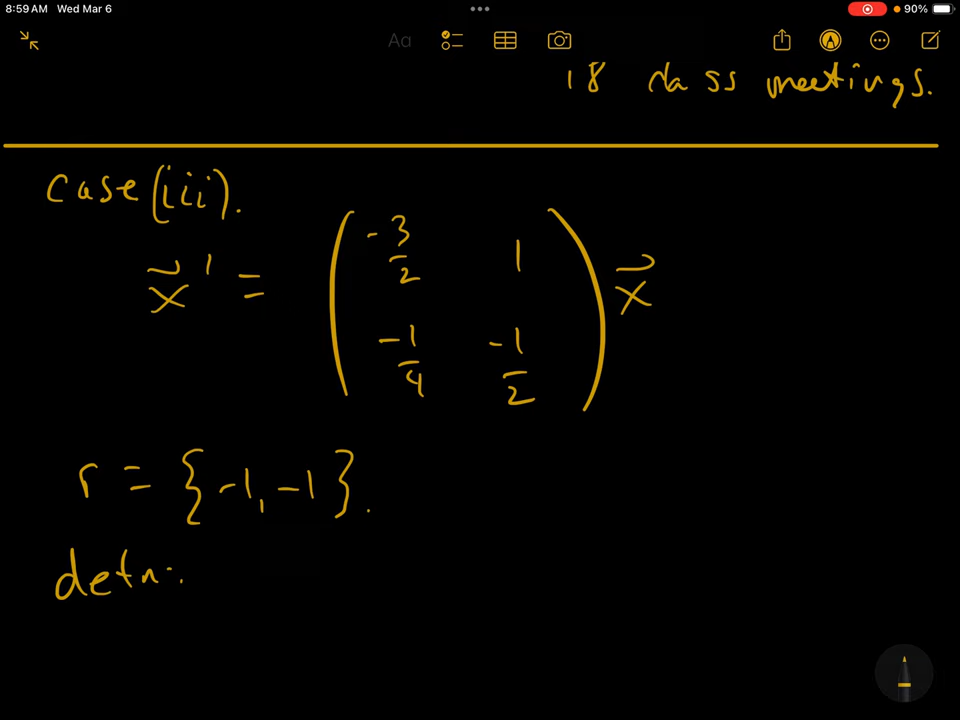 8:59 AM Wed Mar 6
90%
Aa
18 class meetings.
Case (iii).
x⃗' = ( -3/2 1 ; -1/4 -1/2 ) x⃗
r = {-1, -1}.